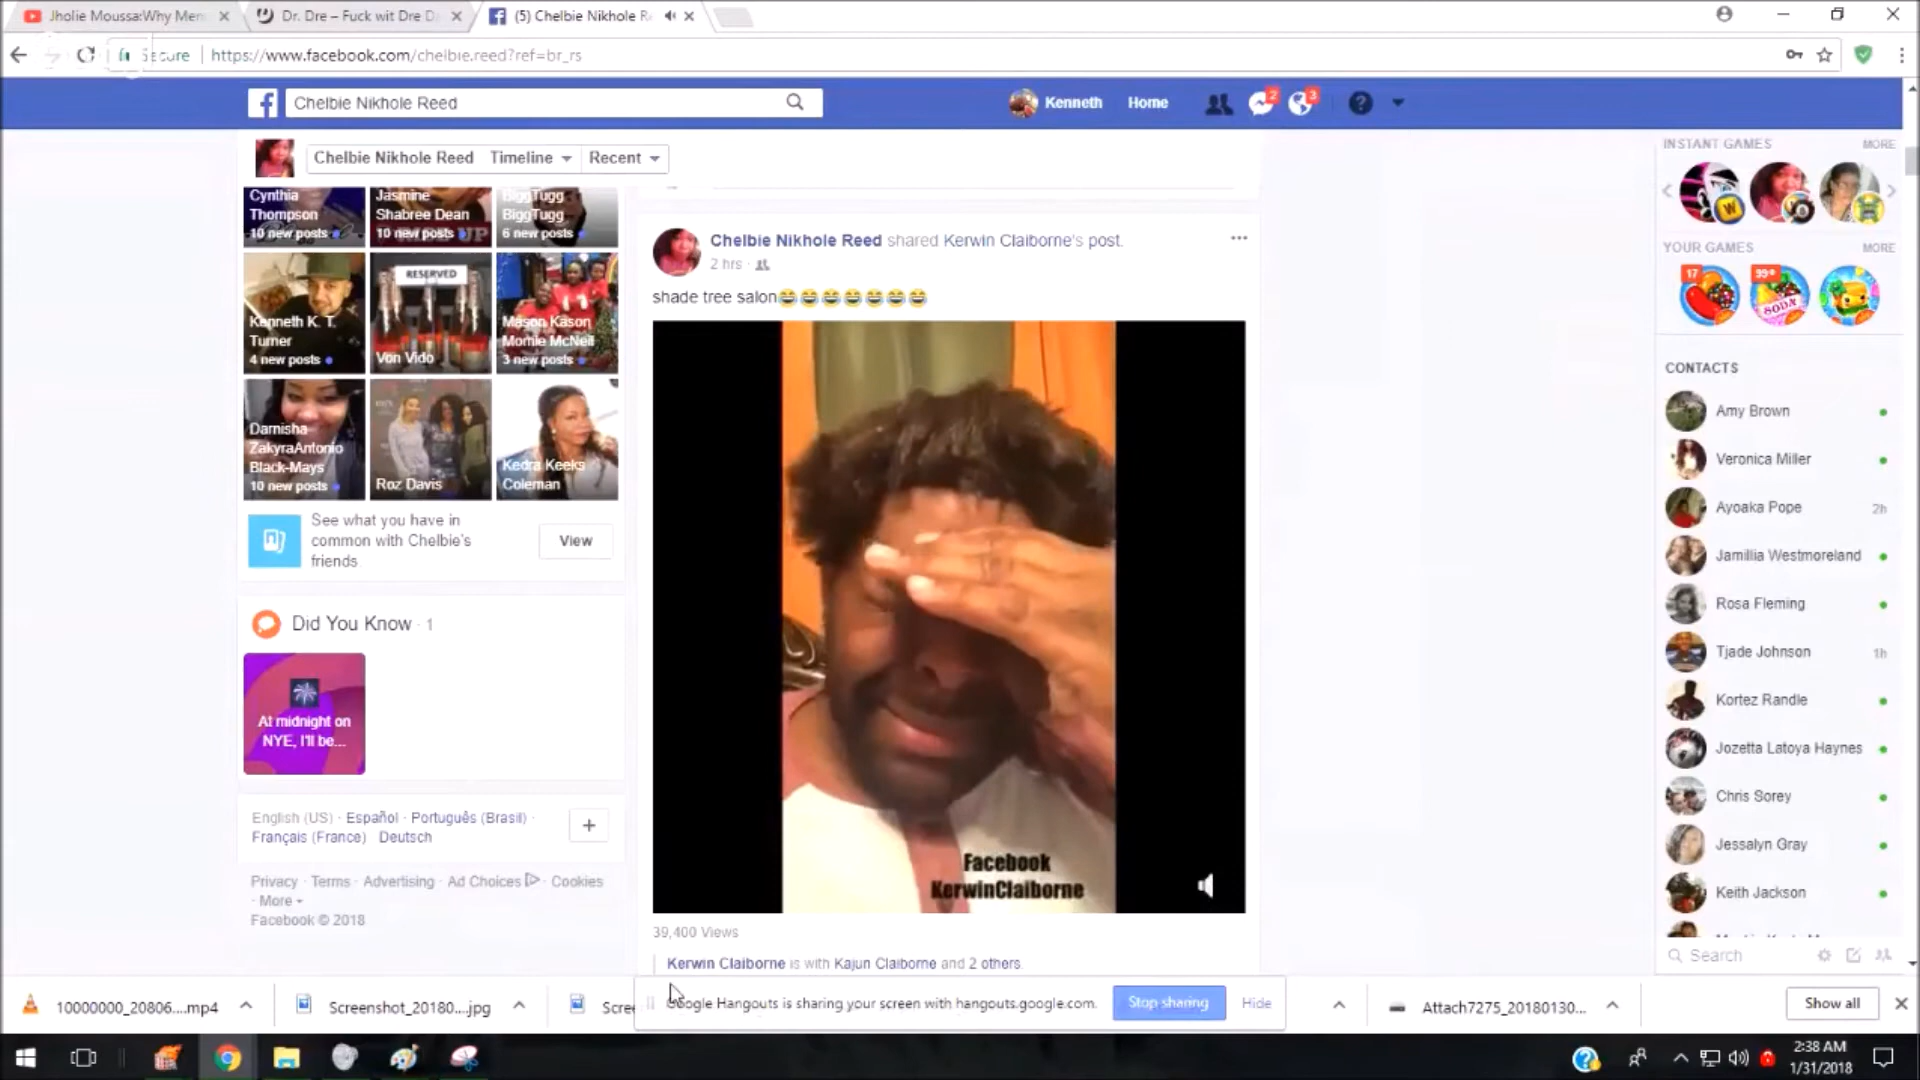 Jholie Moussa:Why Men
Dr. Dre – Fuck wit Dre D
(5) Chelbie Nikhole R
Secure
https://www.facebook.com/chelbie.reed?ref=br_rs
Chelbie Nikhole Reed
Kenneth
Home
2
3
Chelbie Nikhole Reed
Timeline
Recent
Cynthia
Thompson
10 new posts
Jasmine
Shabree Dean
10 new posts
BiggTugg
BiggTugg
6 new posts
Kenneth K. T.
Turner
4 new posts
RESERVED
Von Vido
Mason Kason
Momie McNeil
3 new posts
Darnisha
ZakyraAntonio
Black-Mays
10 new posts
Roz Davis
Kedra Keeks
Coleman
See what you have in
common with Chelbie's
friends
View
Did You Know · 1
At midnight on
NYE, I'll be...
English (US) · Español · Português (Brasil) ·
Français (France) · Deutsch
+
Privacy · Terms · Advertising · Ad Choices · Cookies
· More
Facebook © 2018
Chelbie Nikhole Reed shared Kerwin Claiborne's post.
2 hrs ·
shade tree salon
Facebook
KerwinClaiborne
39,400 Views
Kerwin Claiborne is with Kajun Claiborne and 2 others.
INSTANT GAMES
MORE
W
YOUR GAMES
MORE
17
99+
SODA
CONTACTS
Amy Brown
Veronica Miller
Ayoaka Pope
2h
Jamillia Westmoreland
Rosa Fleming
Tjade Johnson
1h
Kortez Randle
Jozetta Latoya Haynes
Chris Sorey
Jessalyn Gray
Keith Jackson
Search
10000000_20806....mp4
Screenshot_20180....jpg
Scree
Google Hangouts is sharing your screen with hangouts.google.com.
Stop sharing
Hide
Attach7275_20180130...
Show all
2:38 AM
1/31/2018